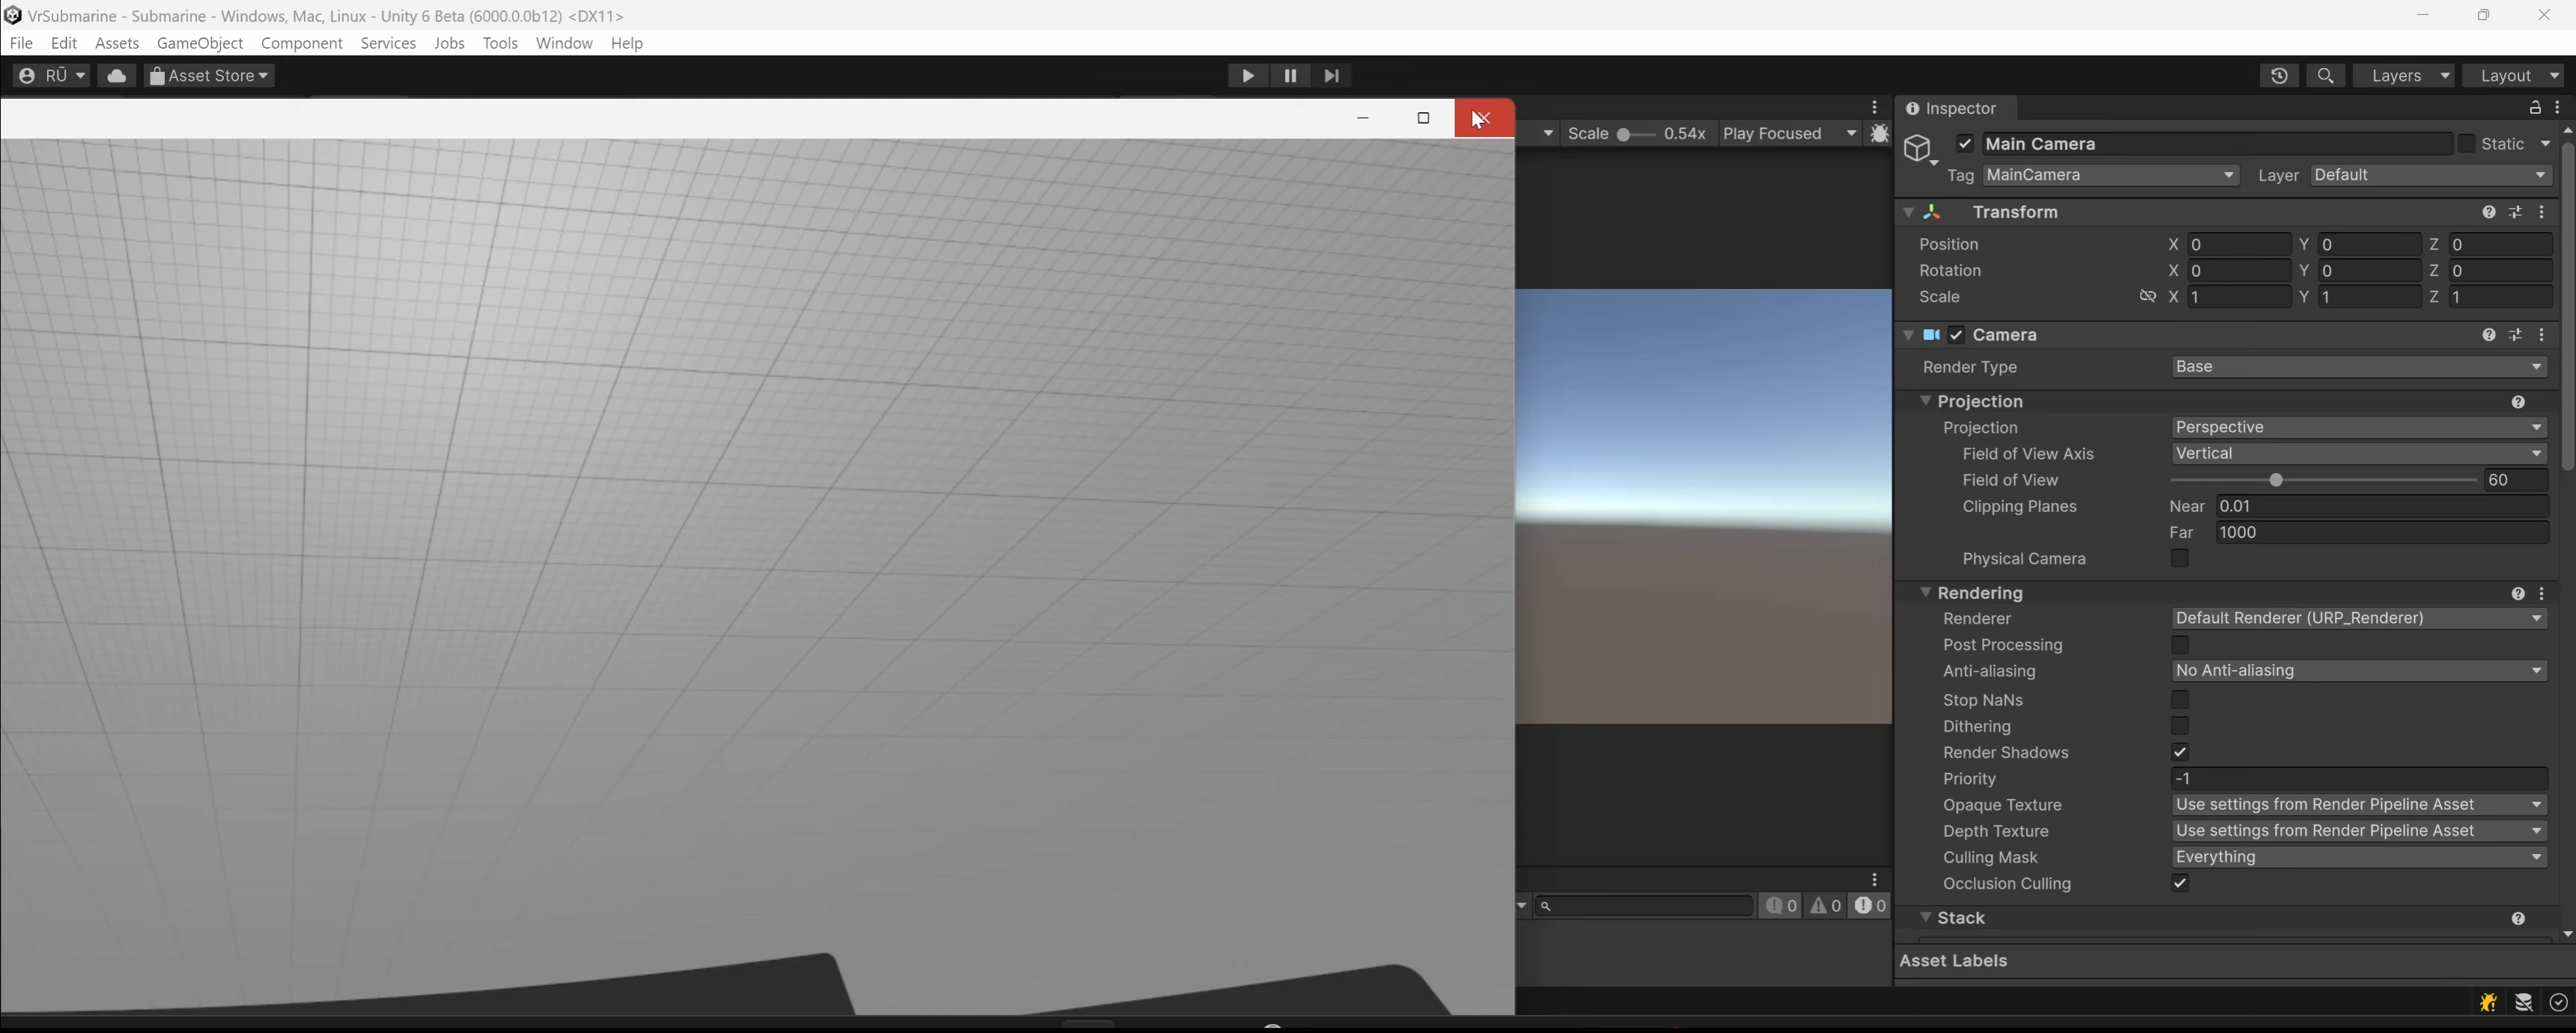 VrSubmarine - Submarine - Windows, Mac, Linux - Unity 6 Beta (6000.0.0b12) <DX11>
File Edit Assets GameObject Component Services Jobs Tools Window Help
RŪ Asset Store Layers Layout
Inspector
Scale 0.54x Play Focused
Main Camera Static
Tag MainCamera Layer Default
Transform
Position X 0 Y 0 Z 0
Rotation X 0 Y 0 Z 0
Scale X 1 Y 1 Z 1
Camera
Render Type Base
Projection
Projection Perspective
Field of View Axis Vertical
Field of View 60
Clipping Planes Near 0.01
Far 1000
Physical Camera
Rendering
Renderer Default Renderer (URP_Renderer)
Post Processing
Anti-aliasing No Anti-aliasing
Stop NaNs
Dithering
Render Shadows
Priority -1
Opaque Texture Use settings from Render Pipeline Asset
Depth Texture Use settings from Render Pipeline Asset
Culling Mask Everything
Occlusion Culling
0 0 0
Stack
Asset Labels